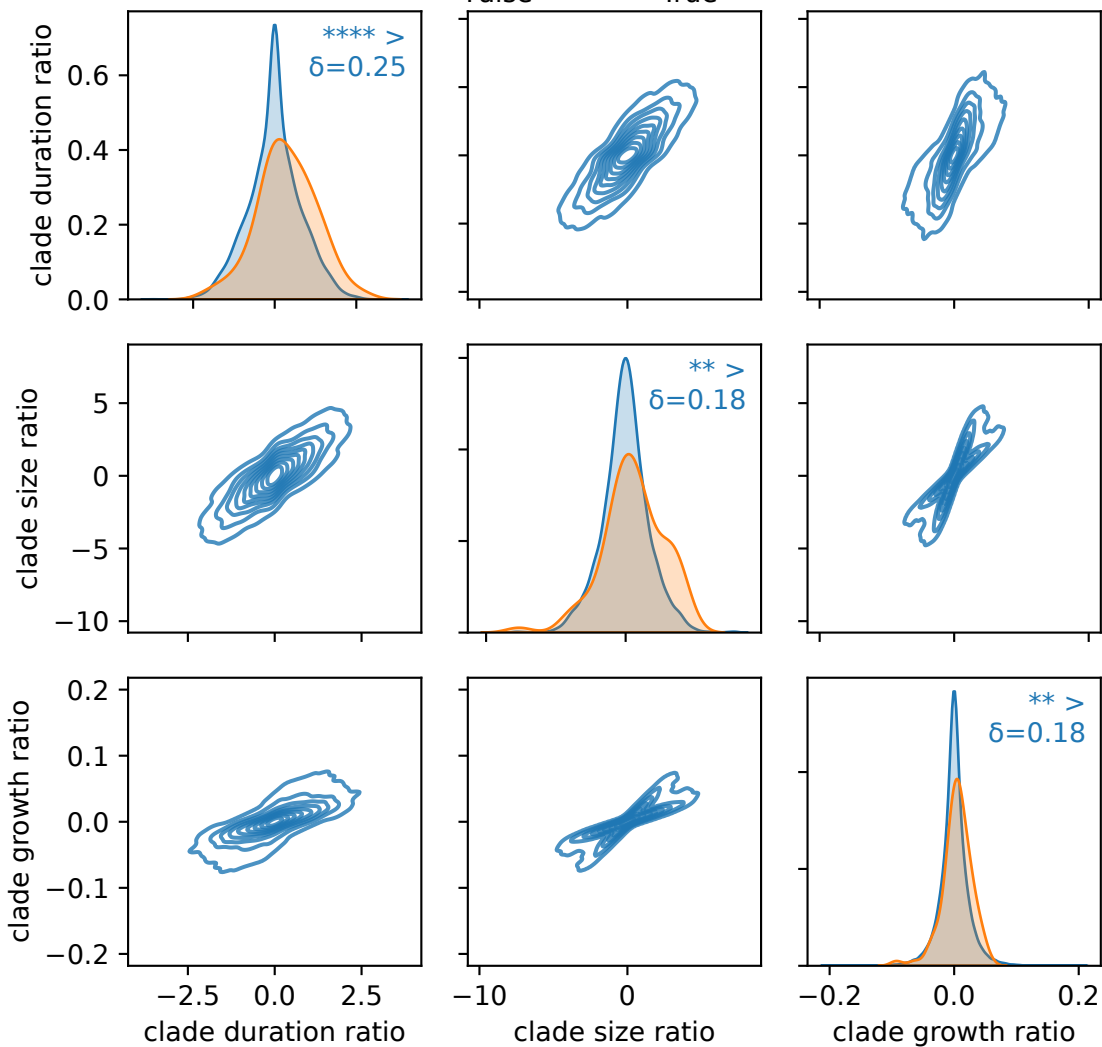 clade duration ratio
0.6
0.4
0.2
0.0
**** >
δ=0.25
clade size ratio
5
0
−5
−10
** >
δ=0.18
clade growth ratio
0.2
0.1
0.0
−0.1
−0.2
** >
δ=0.18
−2.5 0.0 2.5
clade duration ratio
−10 0
clade size ratio
−0.2 0.0 0.2
clade growth ratio